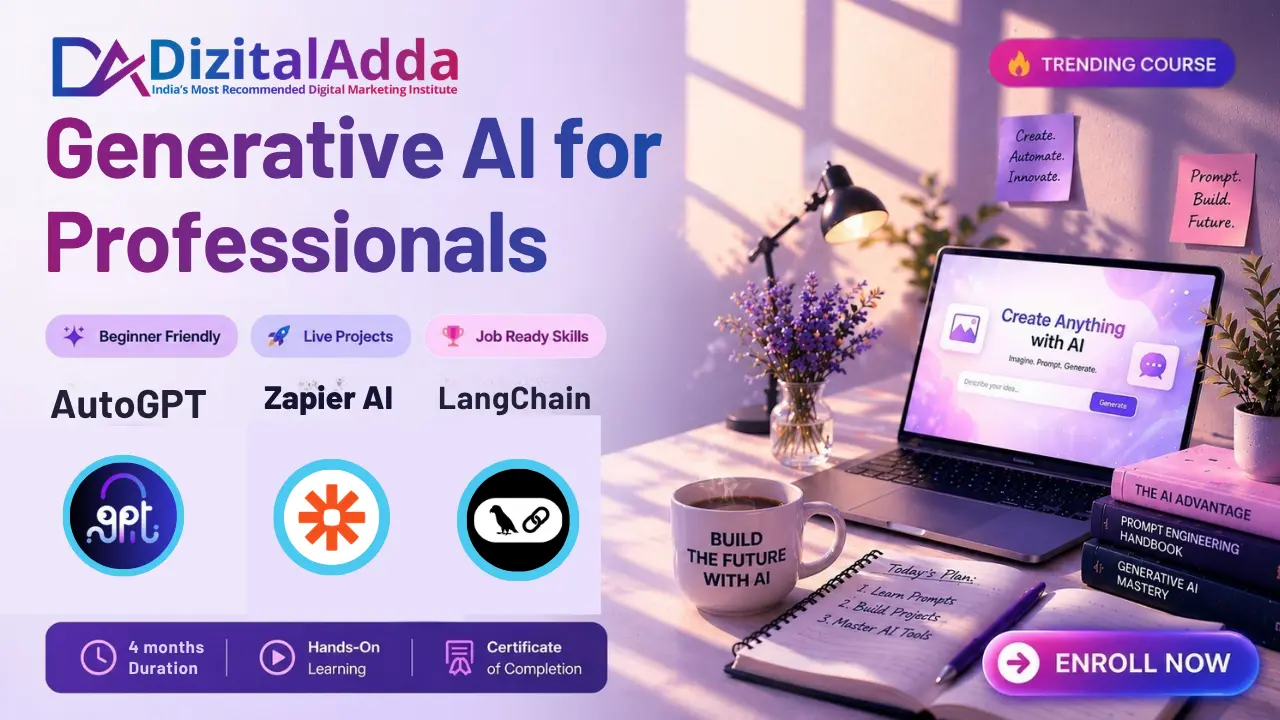 DizitalAdda
India's Most Recommended Digital Marketing Institute
Generative AI for
Professionals
Beginner Friendly
Live Projects
Job Ready Skills
AutoGPT
Zapier AI
LangChain
gpt
4 months
Duration
Hands-On
Learning
Certificate
of Completion
TRENDING COURSE
Create.
Automate.
Innovate.
Prompt.
Build.
Future.
Create Anything
with AI
Imagine. Prompt. Generate.
Describe your idea...
Generate
THE AI ADVANTAGE
PROMPT ENGINEERING
HANDBOOK
GENERATIVE AI
MASTERY
BUILD
THE FUTURE
WITH AI
Today's Plan:
1. Learn Prompts
2. Build Projects
3. Master AI Tools
ENROLL NOW